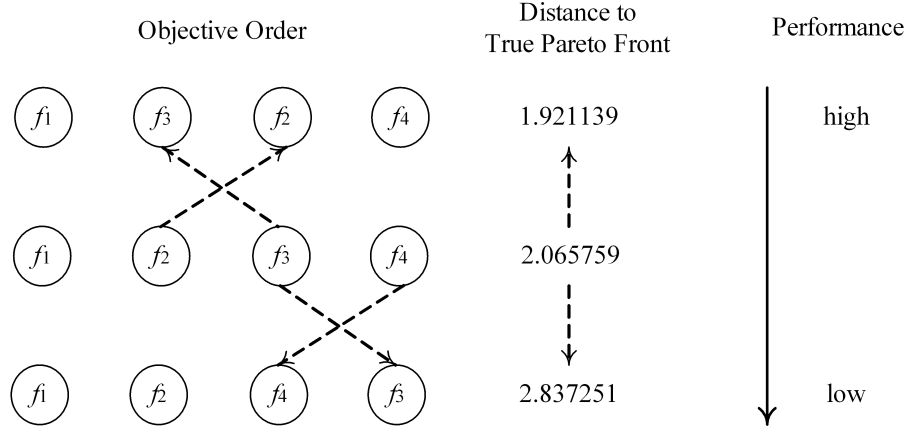 Objective Order
Distance to
True Pareto Front
Performance
f1 f3 f2 f4 1.921139 high
f1 f2 f3 f4 2.065759
f1 f2 f4 f3 2.837251 low